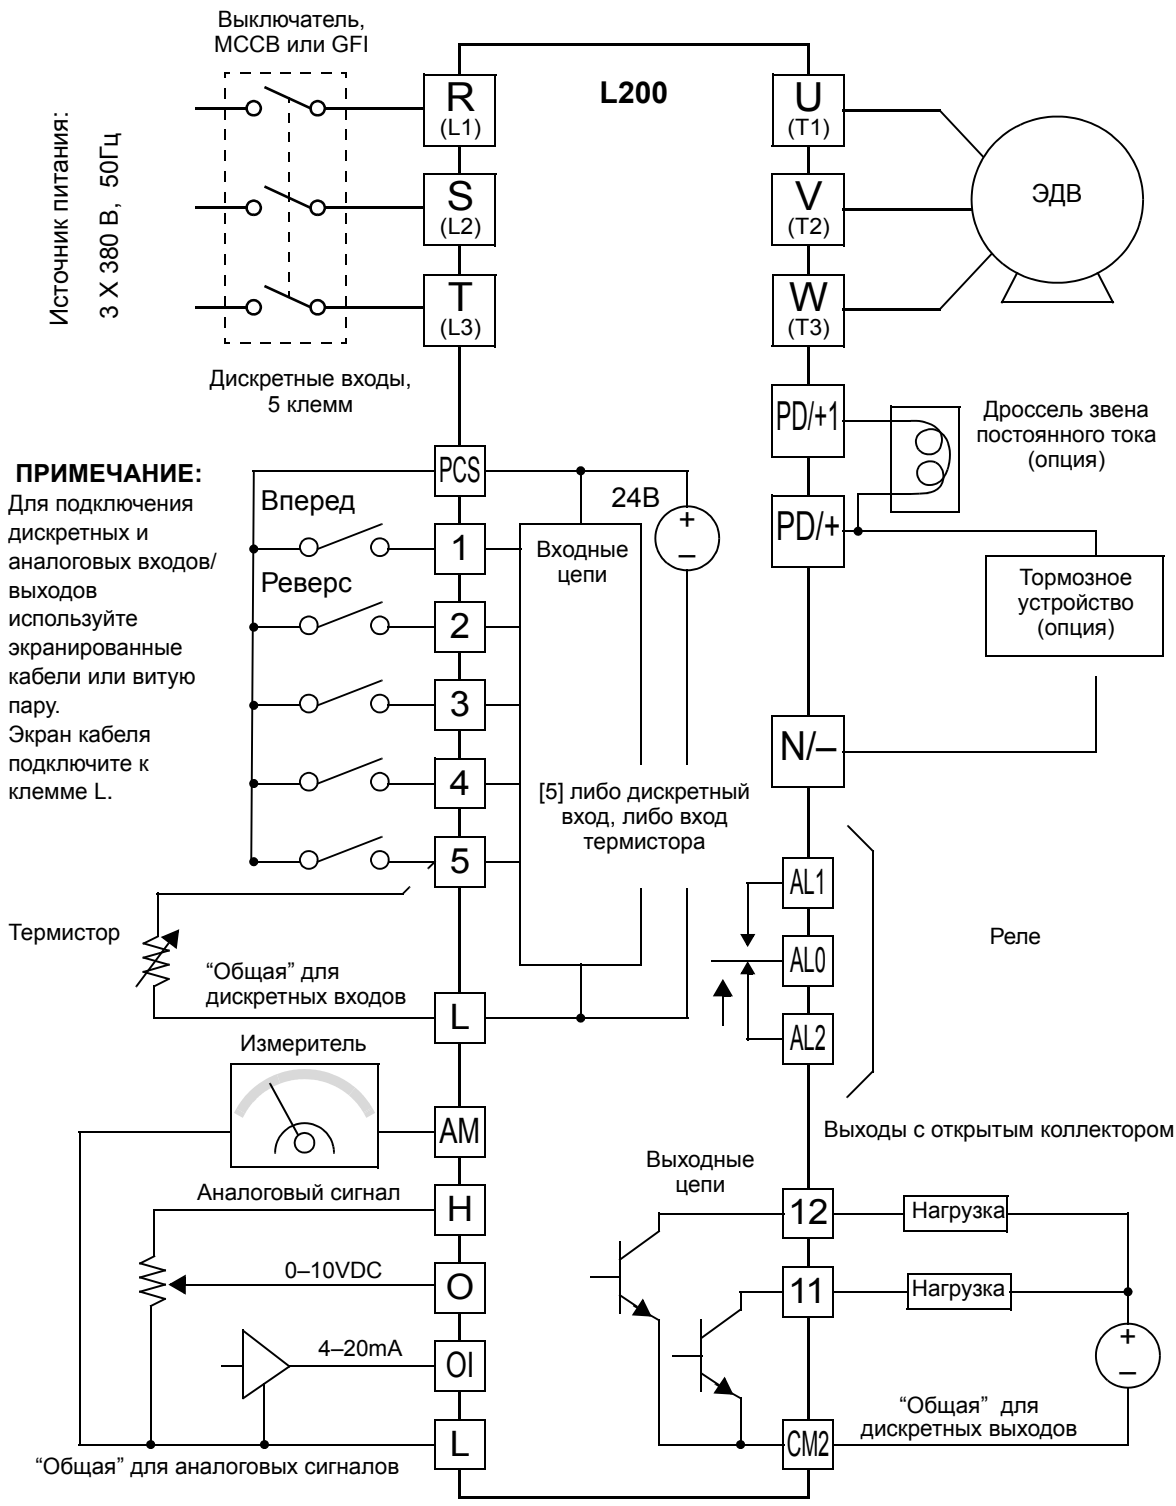 Выключатель,
MCCB или GFI
L200
Источник питания:
3 X 380 В, 50Гц
R
(L1)
S
(L2)
T
(L3)
U
(T1)
V
(T2)
W
(T3)
ЭДВ
Дискретные входы,
5 клемм
PD/+1
Дроссель звена
постоянного тока
(опция)
PD/+
Тормозное
устройство
(опция)
N/–
ПРИМЕЧАНИЕ:
Для подключения
дискретных и
аналоговых входов/
выходов
используйте
экранированные
кабели или витую
пару.
Экран кабеля
подключите к
клемме L.
PCS
24В
+
–
Вперед
1
Входные
цепи
Реверс
2
3
4
5
[5] либо дискретный
вход, либо вход
термистора
Термистор
“Общая” для
дискретных входов
L
AL1
AL0
AL2
Реле
Измеритель
AM
Аналоговый сигнал
H
0–10VDC
O
4–20mA
OI
L
“Общая” для аналоговых сигналов
Выходы с открытым коллектором
Выходные
цепи
12
Нагрузка
11
Нагрузка
+
–
“Общая” для
дискретных выходов
CM2